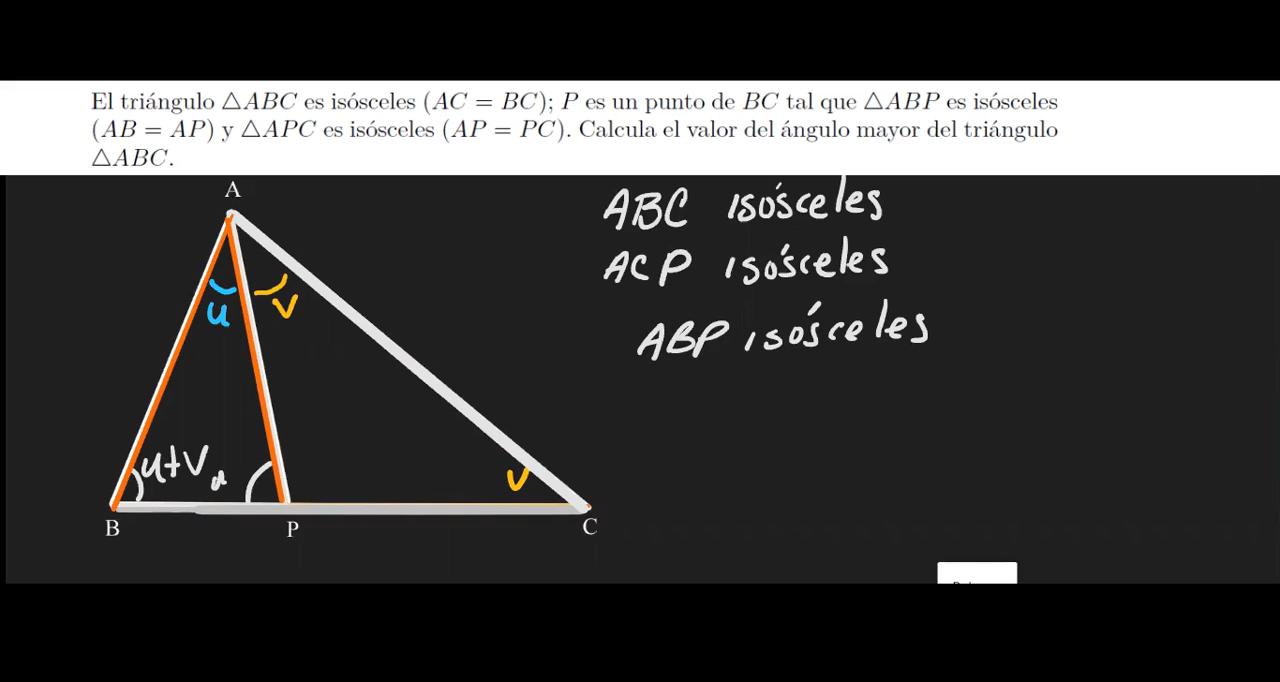 El triángulo △ABC es isósceles (AC = BC); P es un punto de BC tal que △ABP es isósceles
(AB = AP) y △APC es isósceles (AP = PC). Calcula el valor del ángulo mayor del triángulo
△ABC.
A
ABC isósceles
ACP isósceles
u
v
ABP isósceles
u+v
v
B
P
C